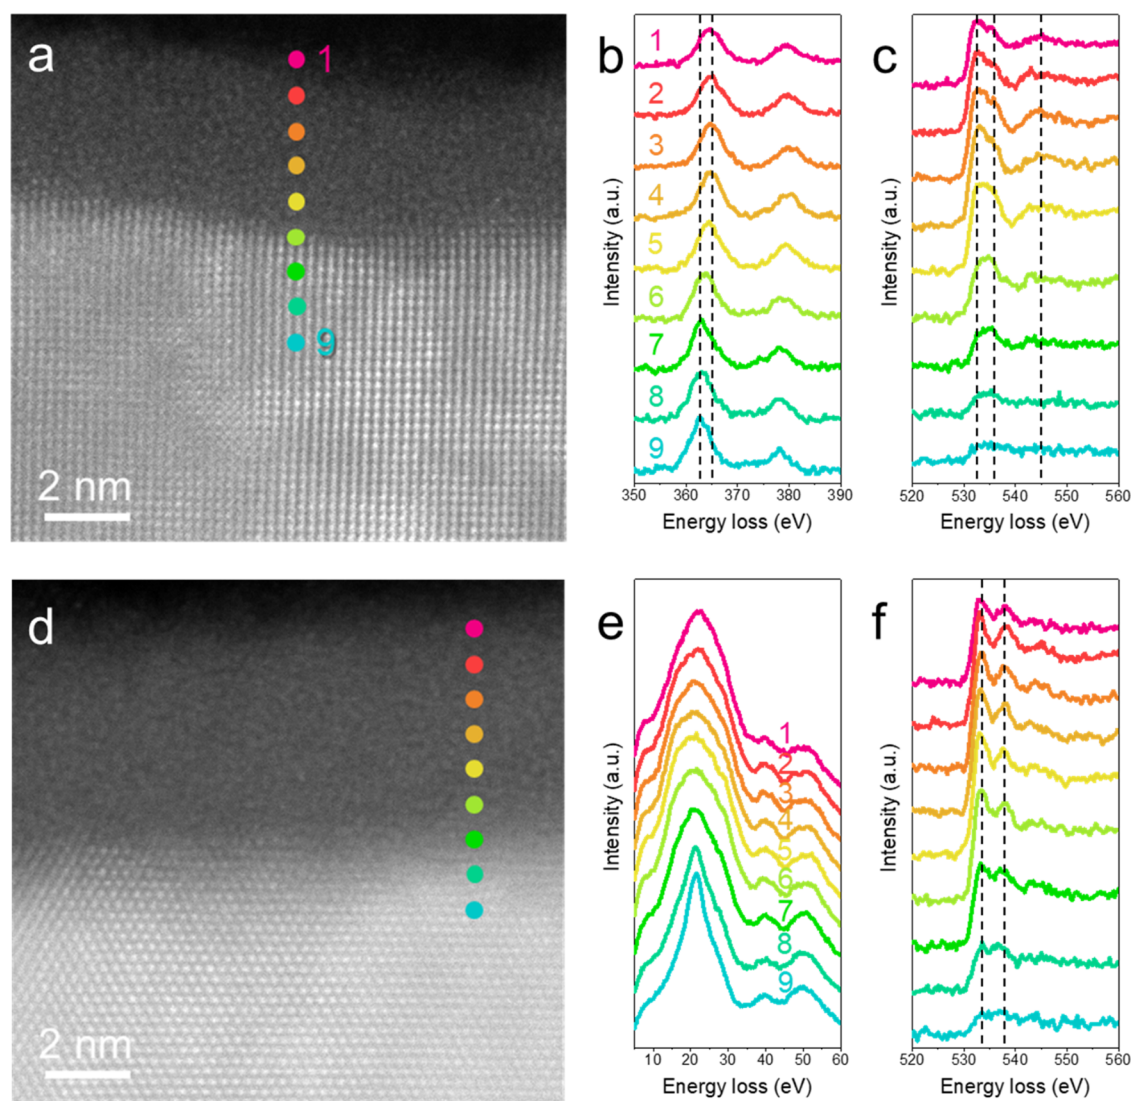 a
1
9
2 nm
b
1
2
3
4
5
6
7
8
9
Intensity (a.u.)
350 360 370 380 390
Energy loss (eV)
c
Intensity (a.u.)
520 530 540 550 560
Energy loss (eV)
d
2 nm
e
1
2
3
4
5
6
7
8
9
Intensity (a.u.)
10 20 30 40 50 60
Energy loss (eV)
f
Intensity (a.u.)
520 530 540 550 560
Energy loss (eV)